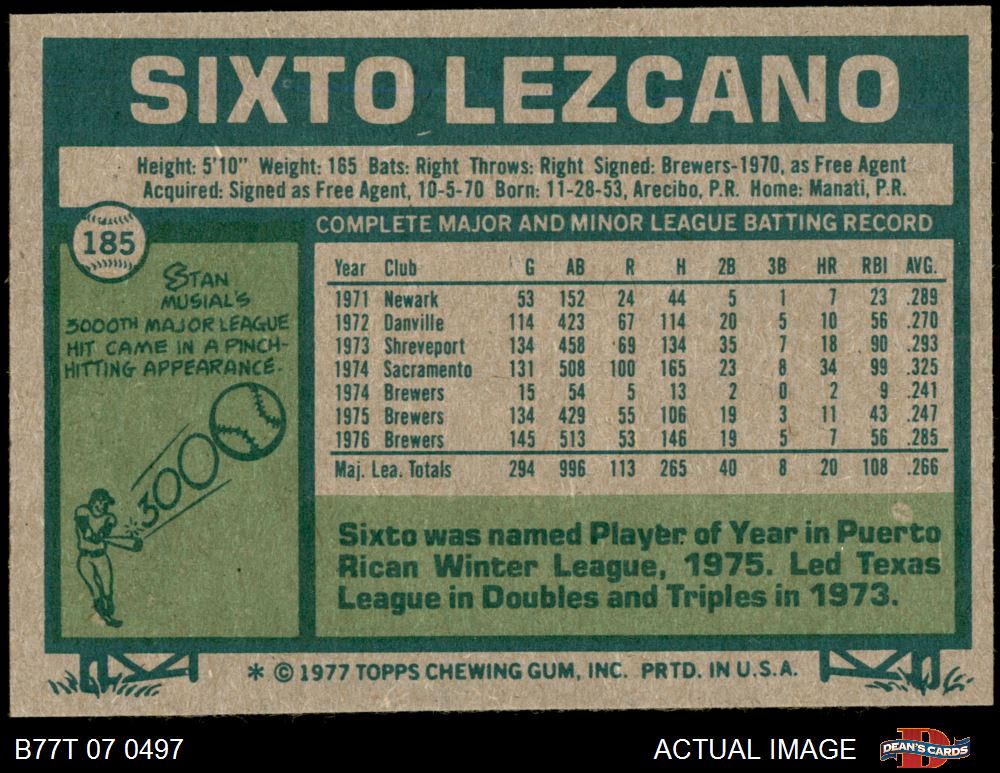 SIXTO LEZCANO
Height: 5'10" Weight: 165 Bats: Right Throws: Right Signed: Brewers-1970, as Free Agent
Acquired: Signed as Free Agent, 10-5-70 Born: 11-28-53, Arecibo, P.R. Home: Manati, P.R.
185
STAN
MUSIAL'S
3000TH MAJOR LEAGUE
HIT CAME IN A PINCH-
HITTING APPEARANCE.
3000
COMPLETE MAJOR AND MINOR LEAGUE BATTING RECORD
Year Club G AB R H 2B 3B HR RBI AVG.
1971 Newark 53 152 24 44 5 1 7 23 .289
1972 Danville 114 423 67 114 20 5 10 56 .270
1973 Shreveport 134 458 69 134 35 7 18 90 .293
1974 Sacramento 131 508 100 165 23 8 34 99 .325
1974 Brewers 15 54 5 13 2 0 2 9 .241
1975 Brewers 134 429 55 106 19 3 11 43 .247
1976 Brewers 145 513 53 146 19 5 7 56 .285
Maj. Lea. Totals 294 996 113 265 40 8 20 108 .266
Sixto was named Player of Year in Puerto
Rican Winter League, 1975. Led Texas
League in Doubles and Triples in 1973.
* © 1977 TOPPS CHEWING GUM, INC. PRTD. IN U.S.A.
B77T 07 0497
ACTUAL IMAGE
DEAN'S CARDS